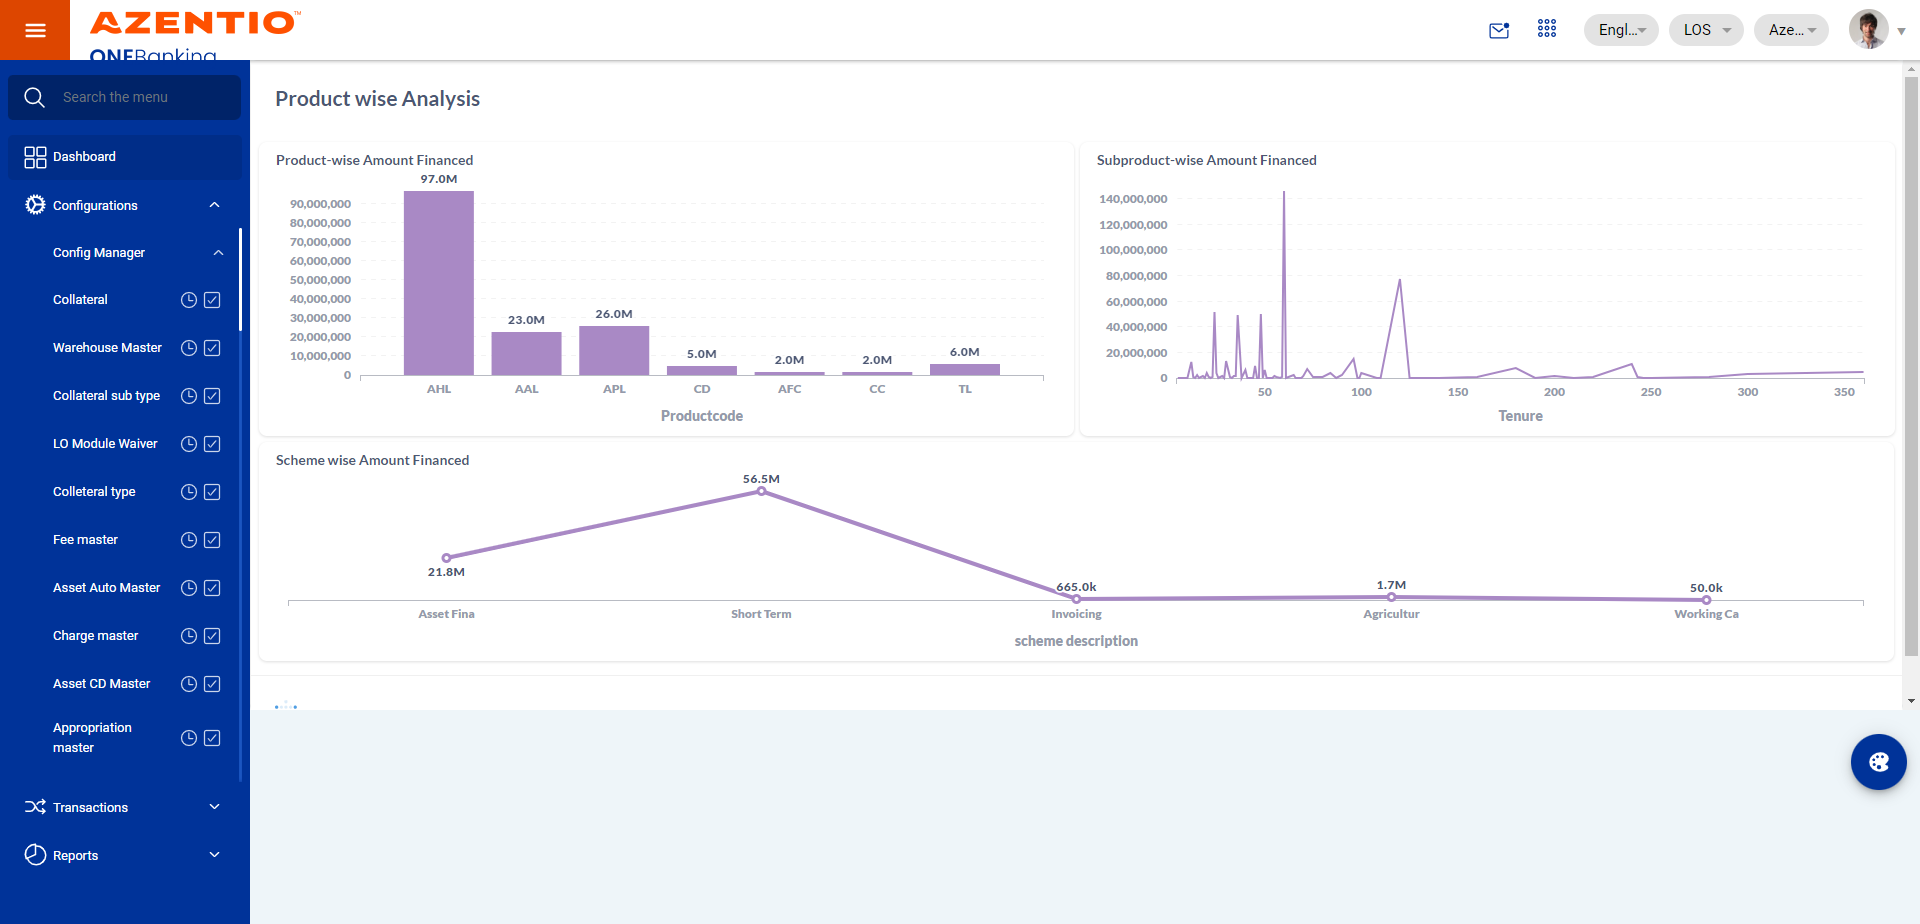 AZENTIO™
ONEBanking
Engl...
LOS
Aze...
Search the menu
Dashboard
Configurations
Config Manager
Collateral
Warehouse Master
Collateral sub type
LO Module Waiver
Colleteral type
Fee master
Asset Auto Master
Charge master
Asset CD Master
Appropriation
master
Transactions
Reports
Product wise Analysis
Product-wise Amount Financed
97.0M
90,000,000
80,000,000
70,000,000
60,000,000
50,000,000
40,000,000
30,000,000
20,000,000
10,000,000
0
23.0M
26.0M
5.0M
2.0M
2.0M
6.0M
AHL
AAL
APL
CD
AFC
CC
TL
Productcode
Subproduct-wise Amount Financed
140,000,000
120,000,000
100,000,000
80,000,000
60,000,000
40,000,000
20,000,000
0
50
100
150
200
250
300
350
Tenure
Scheme wise Amount Financed
56.5M
21.8M
665.0k
1.7M
50.0k
Asset Fina
Short Term
Invoicing
Agricultur
Working Ca
scheme description